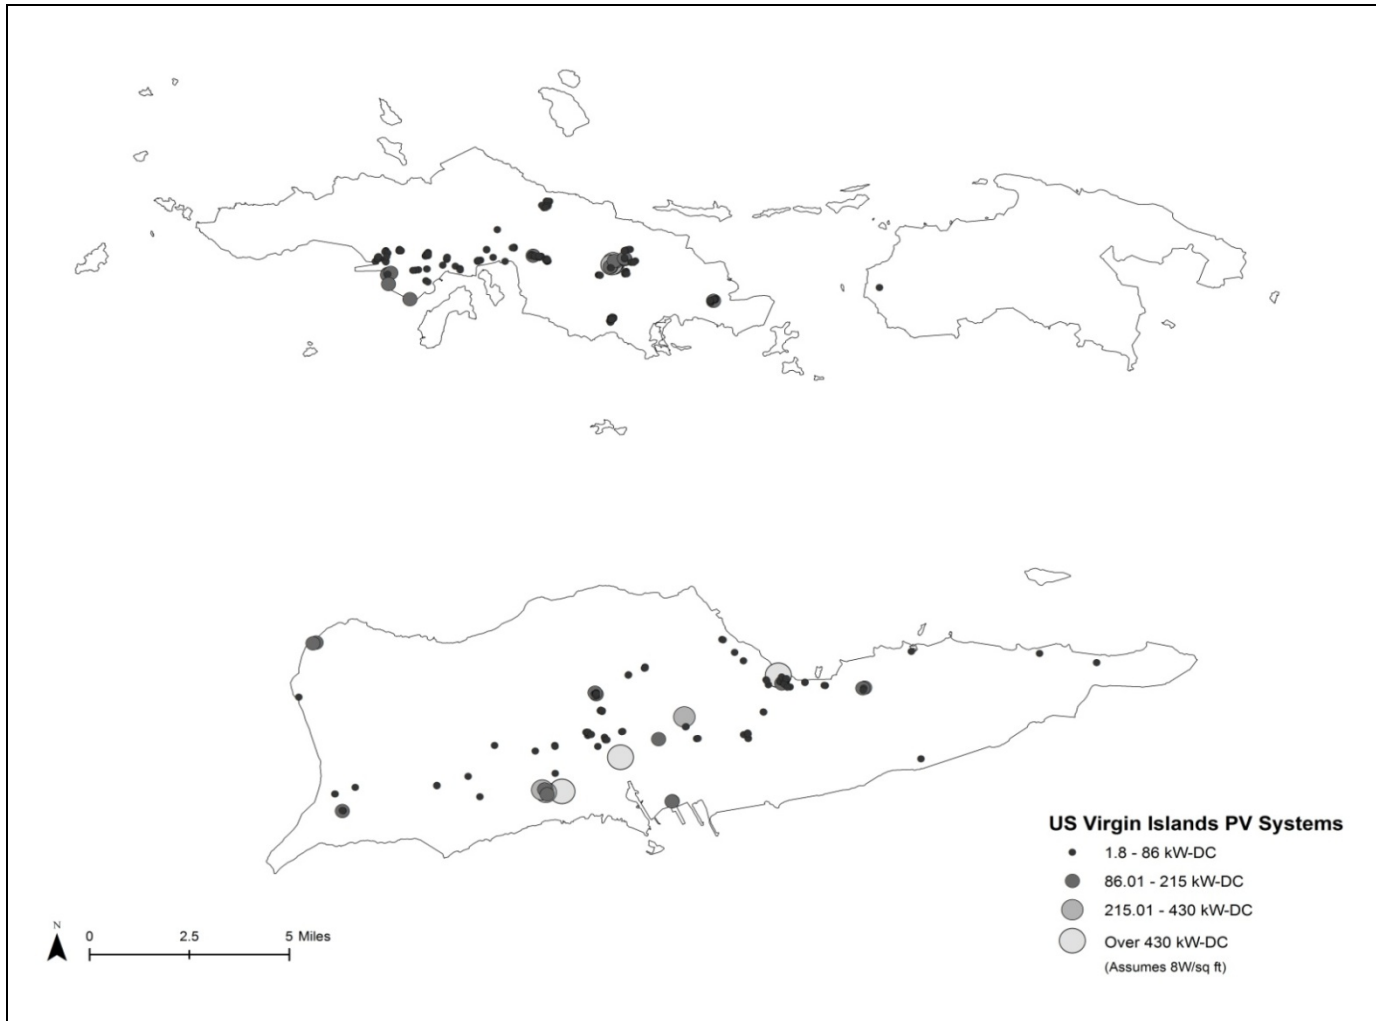 US Virgin Islands PV Systems
1.8 - 86 kW-DC
86.01 - 215 kW-DC
215.01 - 430 kW-DC
Over 430 kW-DC
(Assumes 8W/sq ft)
N
0 2.5 5 Miles